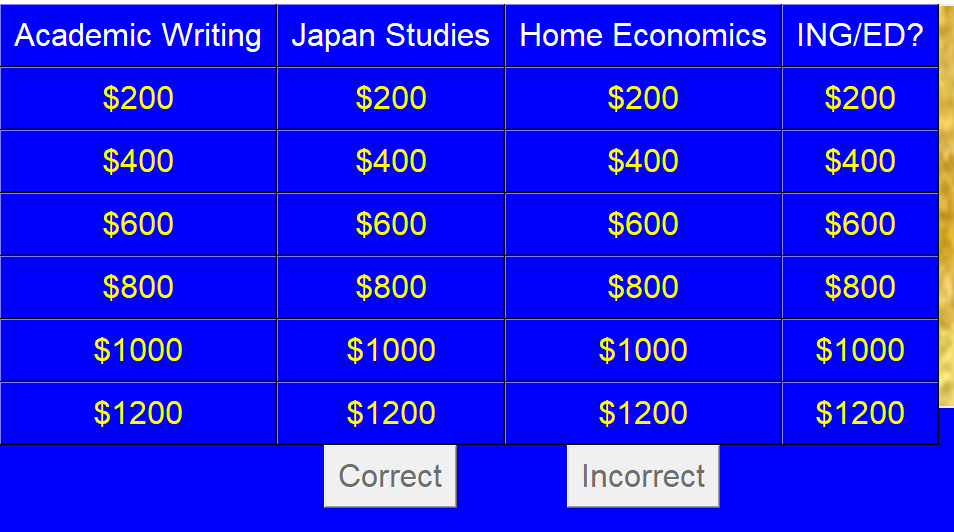 Academic Writing Japan Studies Home Economics ING/ED?
$200 $200 $200 $200
$400 $400 $400 $400
$600 $600 $600 $600
$800 $800 $800 $800
$1000 $1000 $1000 $1000
$1200 $1200 $1200 $1200
Correct Incorrect